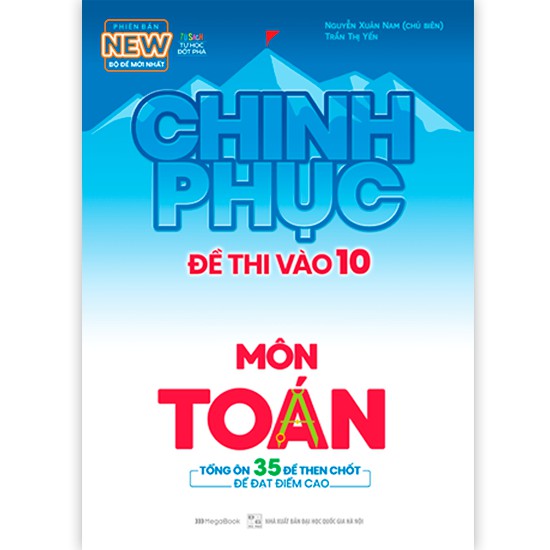 PHIÊN BẢN
NEW
BỘ ĐỀ MỚI NHẤT
TỰ HỌC
ĐỘT PHÁ
NGUYỄN XUÂN NAM (CHỦ BIÊN)
TRẦN THỊ YẾN
CHINH
PHỤC
ĐỀ THI VÀO 10
MÔN
TOÁN
TỔNG ÔN 35 ĐỀ THEN CHỐT
ĐỂ ĐẠT ĐIỂM CAO
MegaBook
NHÀ XUẤT BẢN ĐẠI HỌC QUỐC GIA HÀ NỘI